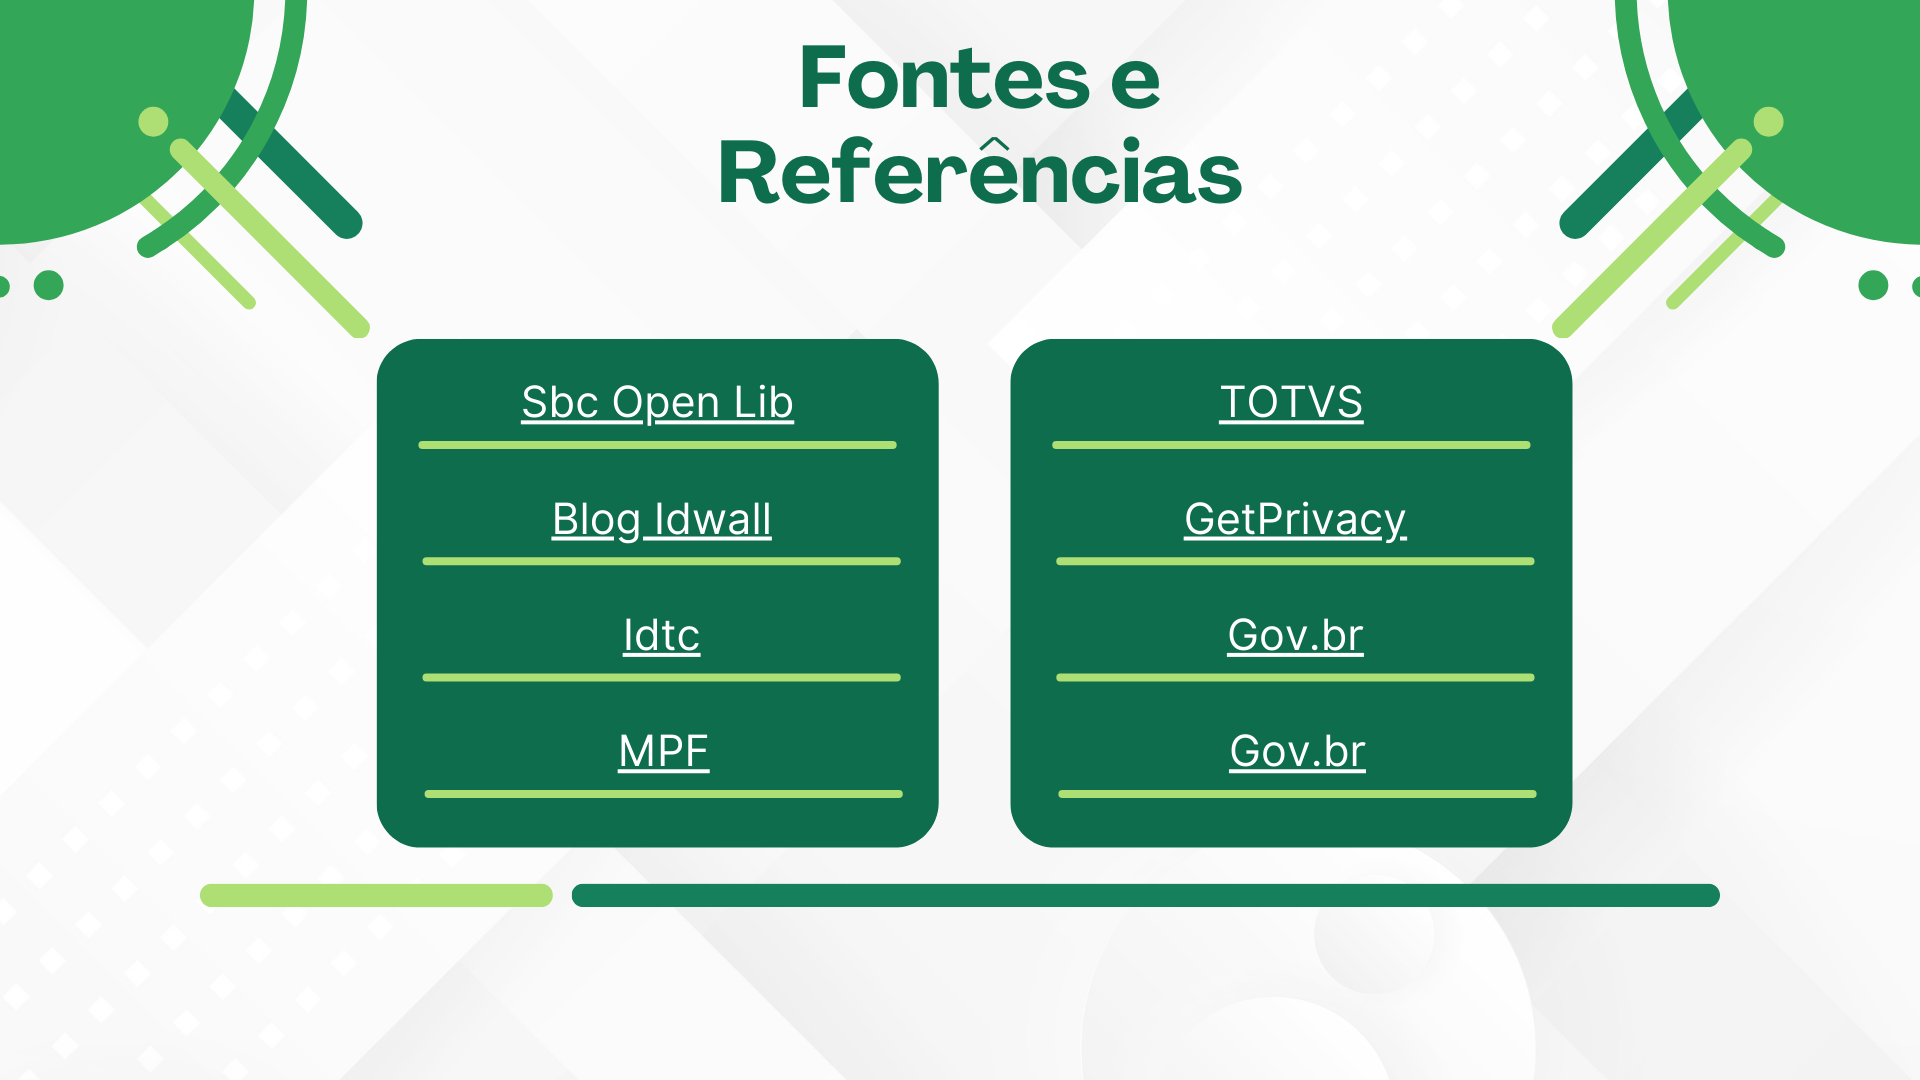 Fontes e
Referências
Sbc Open Lib
Blog Idwall
Idtc
MPF
TOTVS
GetPrivacy
Gov.br
Gov.br